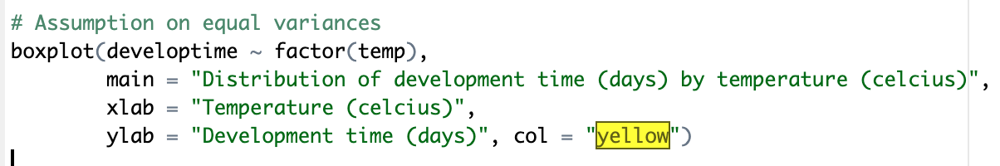 # Assumption on equal variances
boxplot(developtime ~ factor(temp),
        main = "Distribution of development time (days) by temperature (celcius)",
        xlab = "Temperature (celcius)",
        ylab = "Development time (days)", col = "yellow")